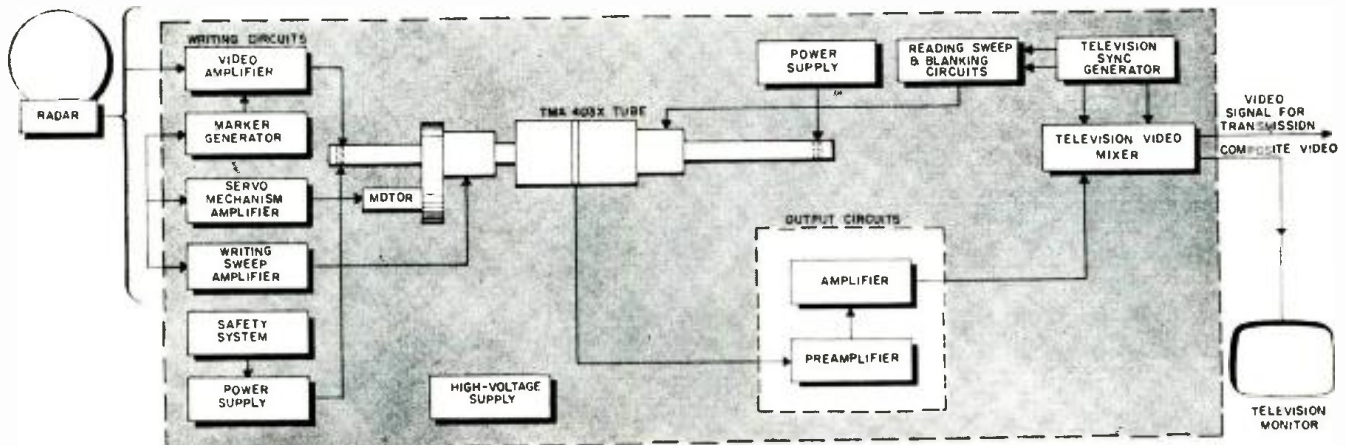 RADAR
WRITING CIRCUITS
VIDEO
AMPLIFIER
MARKER
GENERATOR
SERVO
MECHANISM
AMPLIFIER
WRITING
SWEEP
AMPLIFIER
SAFETY
SYSTEM
POWER
SUPPLY
MOTOR
TMA 403X TUBE
HIGH-VOLTAGE
SUPPLY
POWER
SUPPLY
READING SWEEP
& BLANKING
CIRCUITS
TELEVISION
SYNC
GENERATOR
TELEVISION VIDEO
MIXER
OUTPUT CIRCUITS
AMPLIFIER
PREAMPLIFIER
VIDEO
SIGNAL FOR
TRANSMISSION
COMPOSITE VIDEO
TELEVISION
MONITOR